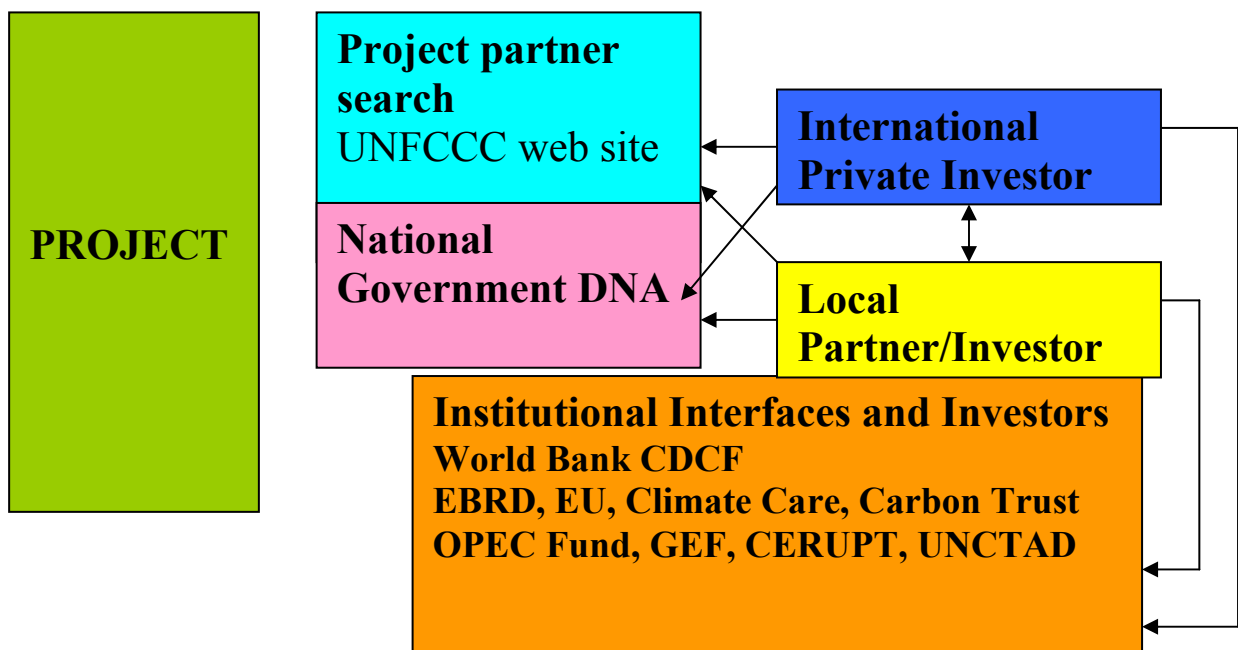 PROJECT
Project partner
search
UNFCCC web site
National
Government DNA
International
Private Investor
Local
Partner/Investor
Institutional Interfaces and Investors
World Bank CDCF
EBRD, EU, Climate Care, Carbon Trust
OPEC Fund, GEF, CERUPT, UNCTAD